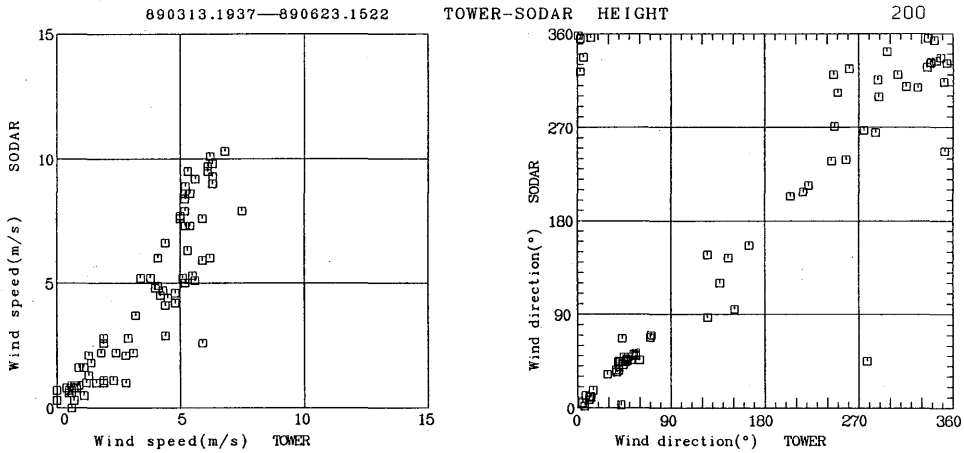 890313.1937—890623.1522 TOWER-SODAR HEIGHT 200
15
10
5
0
Wind speed(m/s) SODAR
0 5 10 15
Wind speed(m/s) TOWER
360
270
180
90
0
Wind direction(°) SODAR
0 90 180 270 360
Wind direction(°) TOWER